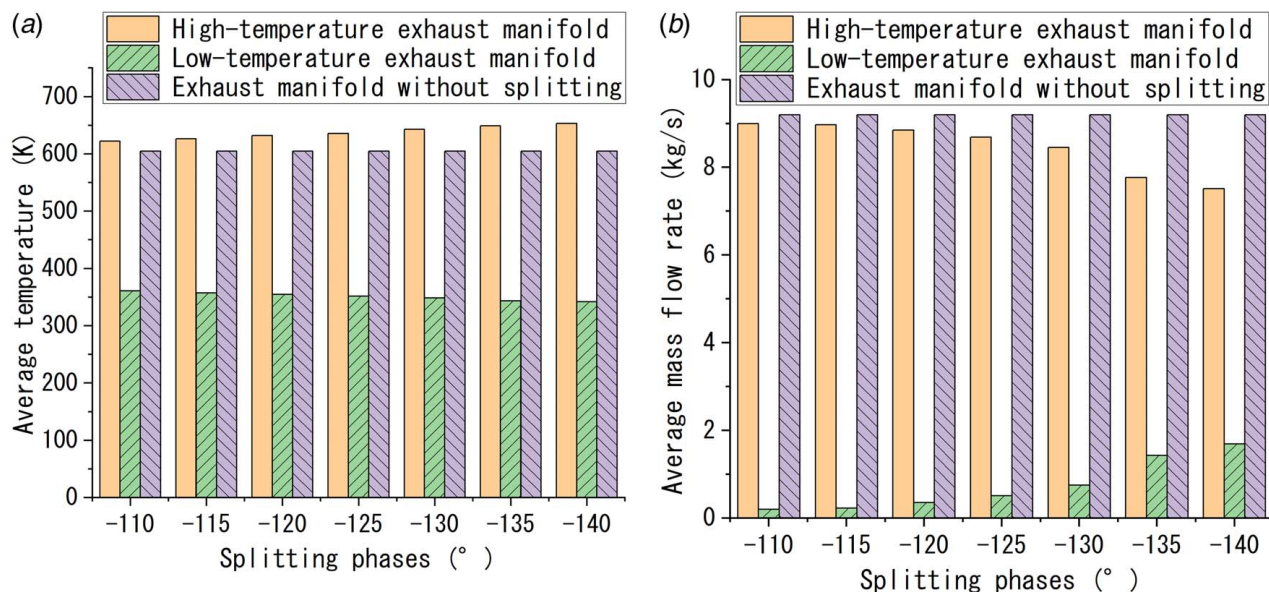 (a)
High-temperature exhaust manifold
Low-temperature exhaust manifold
Exhaust manifold without splitting
Average temperature (K)
700
600
500
400
300
200
100
0
-110 -115 -120 -125 -130 -135 -140
Splitting phases (°)
(b)
High-temperature exhaust manifold
Low-temperature exhaust manifold
Exhaust manifold without splitting
Average mass flow rate (kg/s)
10
8
6
4
2
0
-110 -115 -120 -125 -130 -135 -140
Splitting phases (°)